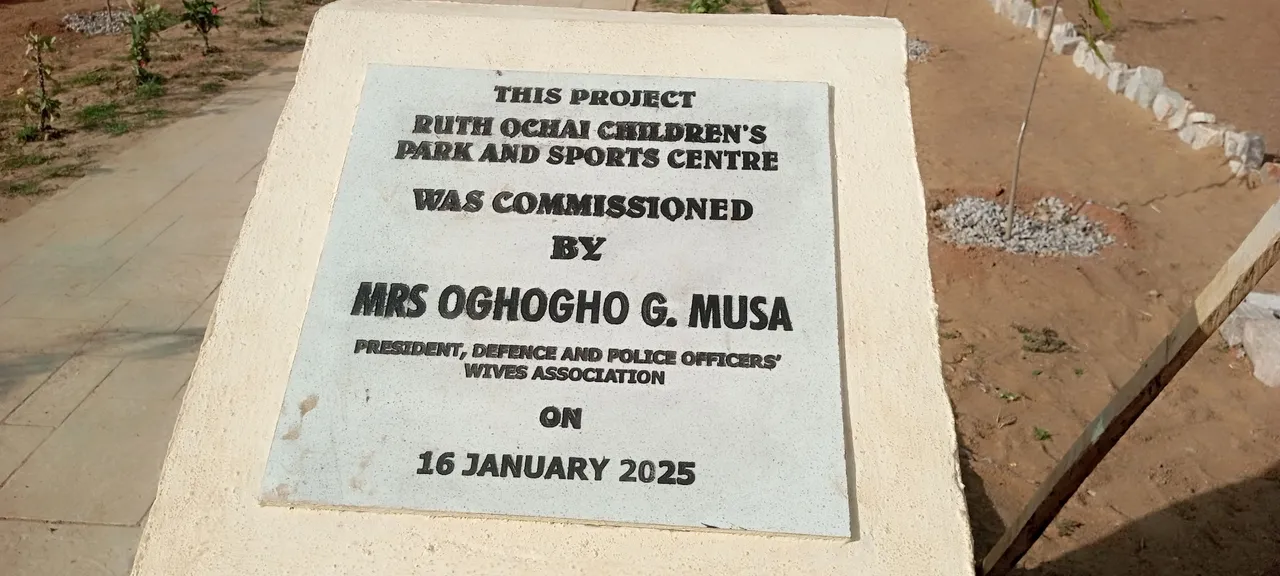 THIS PROJECT
RUTH OCHAI CHILDREN'S
PARK AND SPORTS CENTRE
WAS COMMISSIONED
BY
MRS OGHOGHO G. MUSA
PRESIDENT, DEFENCE AND POLICE OFFICERS'
WIVES ASSOCIATION
ON
16 JANUARY 2025